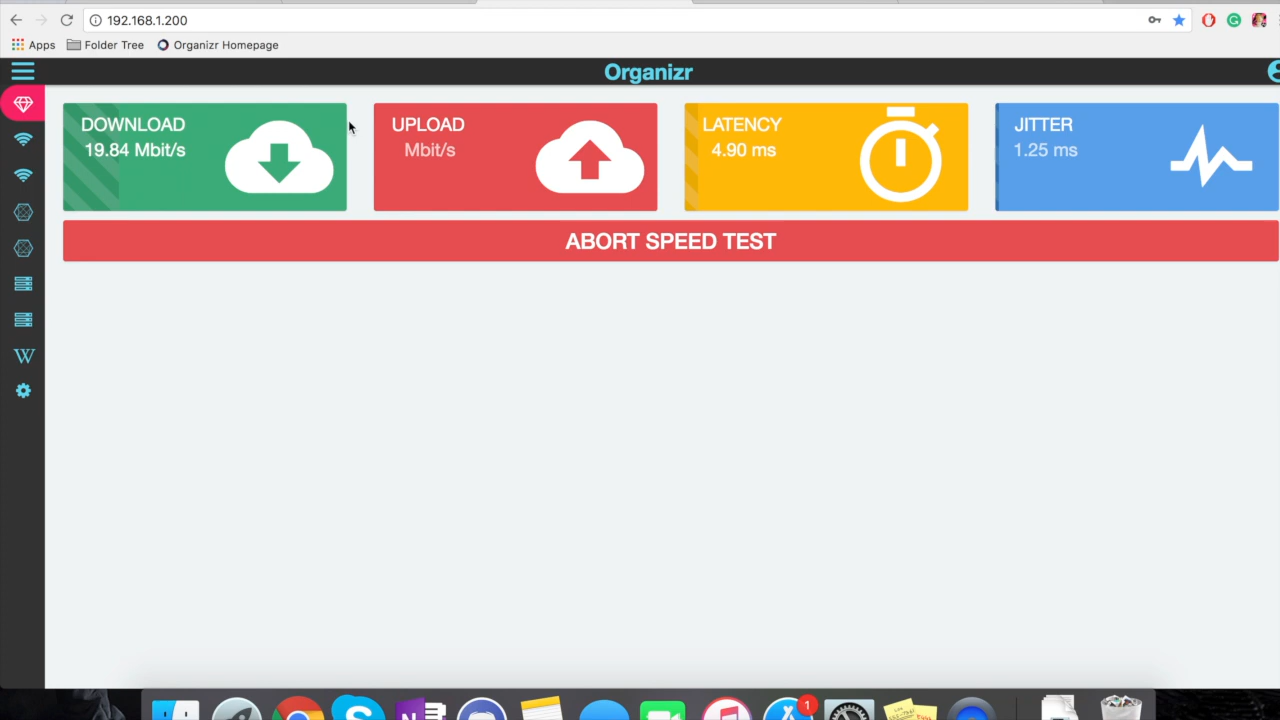 192.168.1.200
Apps
Folder Tree
Organizr Homepage
Organizr
DOWNLOAD
19.84 Mbit/s
UPLOAD
Mbit/s
LATENCY
4.90 ms
JITTER
1.25 ms
ABORT SPEED TEST
W
S
N
1